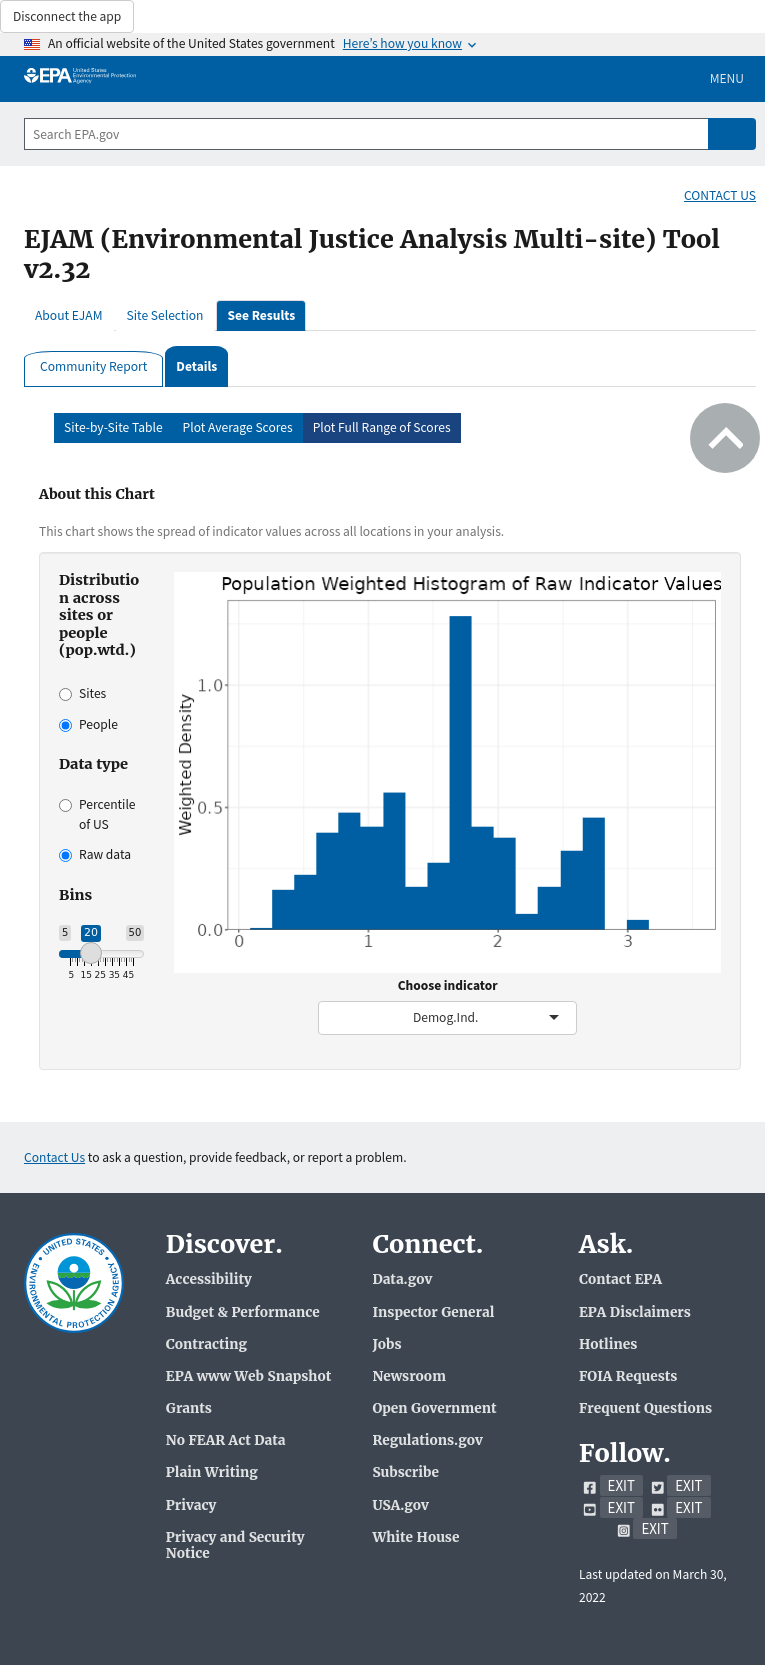 Disconnect the app
An official website of the United States government Here’s how you know
EPA United States Environmental Protection Agency
MENU
Search EPA.gov
CONTACT US
EJAM (Environmental Justice Analysis Multi-site) Tool
v2.32
About EJAM Site Selection See Results
Community Report Details
Site-by-Site Table Plot Average Scores Plot Full Range of Scores
About this Chart
This chart shows the spread of indicator values across all locations in your analysis.
Distributio
n across
sites or
people
(pop.wtd.)
Sites
People
Data type
Percentile
of US
Raw data
Bins
5 20 50
5 15 25 35 45
Population Weighted Histogram of Raw Indicator Values
Weighted Density
1.0
0.5
0.0
0 1 2 3
Choose indicator
Demog.Ind.
Contact Us to ask a question, provide feedback, or report a problem.
UNITED STATES
ENVIRONMENTAL PROTECTION AGENCY
Discover.
Accessibility
Budget & Performance
Contracting
EPA www Web Snapshot
Grants
No FEAR Act Data
Plain Writing
Privacy
Privacy and Security
Notice
Connect.
Data.gov
Inspector General
Jobs
Newsroom
Open Government
Regulations.gov
Subscribe
USA.gov
White House
Ask.
Contact EPA
EPA Disclaimers
Hotlines
FOIA Requests
Frequent Questions
Follow.
EXIT EXIT
EXIT EXIT
EXIT
Last updated on March 30,
2022